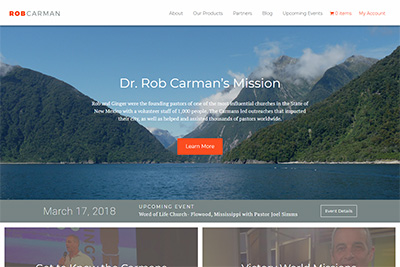 ROBCARMAN
About Our Products Partners Blog Upcoming Events 0 items My Account
Dr. Rob Carman's Mission
Rob and Ginger were the founding pastors of one of the most influential churches in the State of
New Mexico with a volunteer staff of 1,000 people. The Carmans led outreaches that impacted
their city, as well as helped and assisted thousands of pastors worldwide.
Learn More
March 17, 2018
UPCOMING EVENT
Word of Life Church - Flowood, Mississippi with Pastor Joel Simms
Event Details
Get to Know the Carmans
Victory World Missions